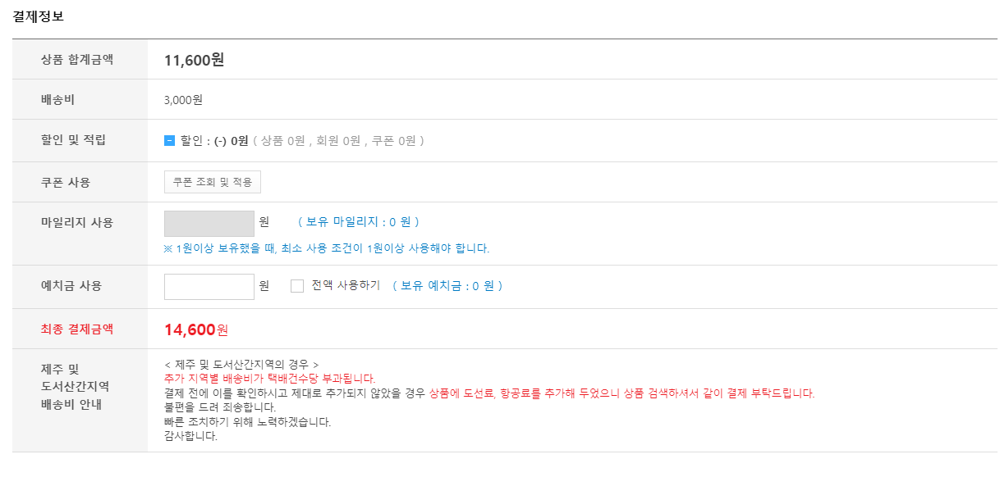 결제정보
상품 합계금액 11,600원
배송비 3,000원
할인 및 적립 할인 : (-) 0원 ( 상품 0원 , 회원 0원 , 쿠폰 0원 )
쿠폰 사용 쿠폰 조회 및 적용
마일리지 사용 원 ( 보유 마일리지 : 0 원 )
※ 1원이상 보유했을 때, 최소 사용 조건이 1원이상 사용해야 합니다.
예치금 사용 원 전액 사용하기 ( 보유 예치금 : 0 원 )
최종 결제금액 14,600원
제주 및
도서산간지역
배송비 안내
< 제주 및 도서산간지역의 경우 >
추가 지역별 배송비가 택배건수당 부과됩니다.
결제 전에 이를 확인하시고 제대로 추가되지 않았을 경우 상품에 도선료, 항공료를 추가해 두었으니 상품 검색하셔서 같이 결제 부탁드립니다.
불편을 드려 죄송합니다.
빠른 조치하기 위해 노력하겠습니다.
감사합니다.